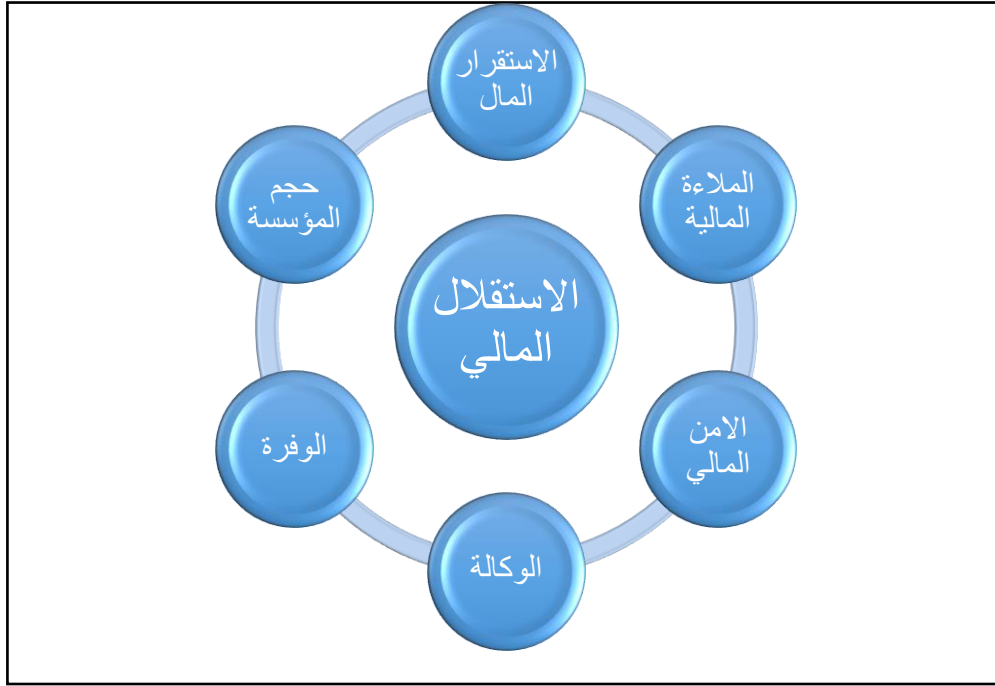 الاستقرار
المال
الملاءة
المالية
الامن
المالي
الوكالة
الوفرة
حجم
المؤسسة
الاستقلال
المالي